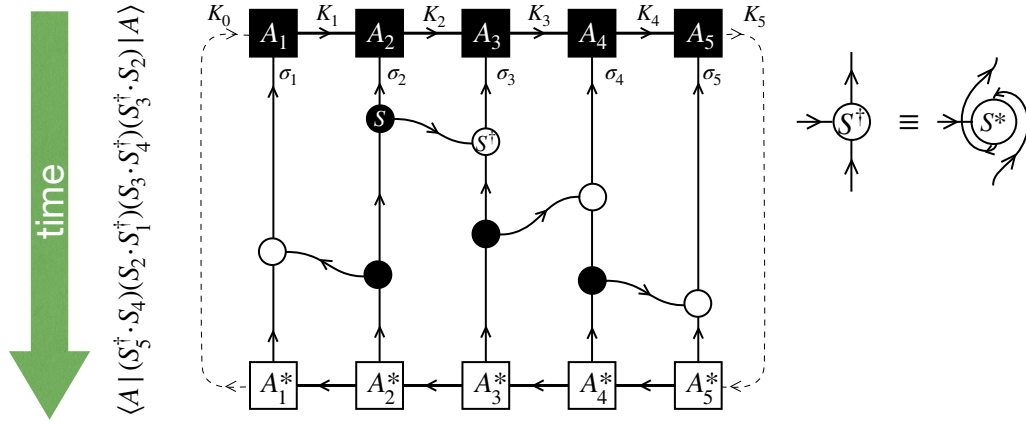 time
⟨A | (S₅† · S₄)(S₂ · S₁†)(S₃ · S₄†)(S₃† · S₂) | A⟩
K₀ K₁ K₂ K₃ K₄ K₅
A₁ A₂ A₃ A₄ A₅
σ₁ σ₂ σ₃ σ₄ σ₅
S S†
A₁* A₂* A₃* A₄* A₅*
S† ≡ S*